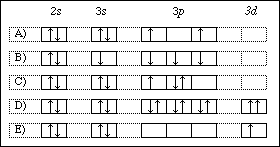 2s 3s 3p 3d
A) ↑↓ ↑↓ ↑ ↑
B) ↑↓ ↓ ↓ ↓ ↓
C) ↑↓ ↑↓ ↑ ↓↑
D) ↑↓ ↑↓ ↓↑ ↓↑ ↓↑ ↑↑
E) ↑↓ ↑↓ ↑